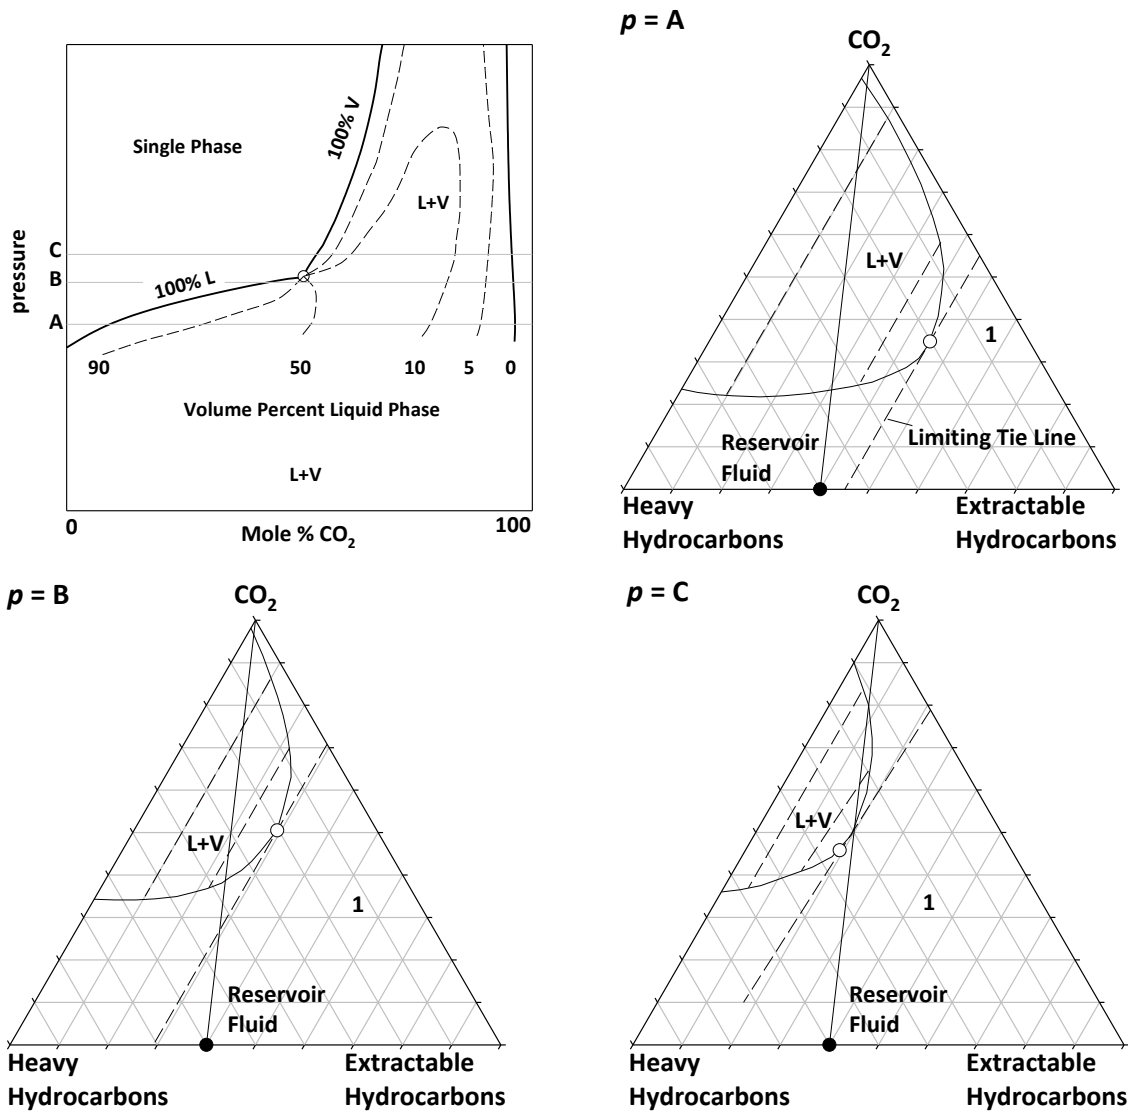 p = A
CO2
Single Phase
100% V
L+V
pressure
C
B
A
100% L
90
50
10
5
0
Volume Percent Liquid Phase
L+V
0
100
Mole % CO2
L+V
1
Reservoir
Fluid
Limiting Tie Line
Heavy
Hydrocarbons
Extractable
Hydrocarbons
p = B
CO2
L+V
1
Reservoir
Fluid
Heavy
Hydrocarbons
Extractable
Hydrocarbons
p = C
CO2
L+V
1
Reservoir
Fluid
Heavy
Hydrocarbons
Extractable
Hydrocarbons